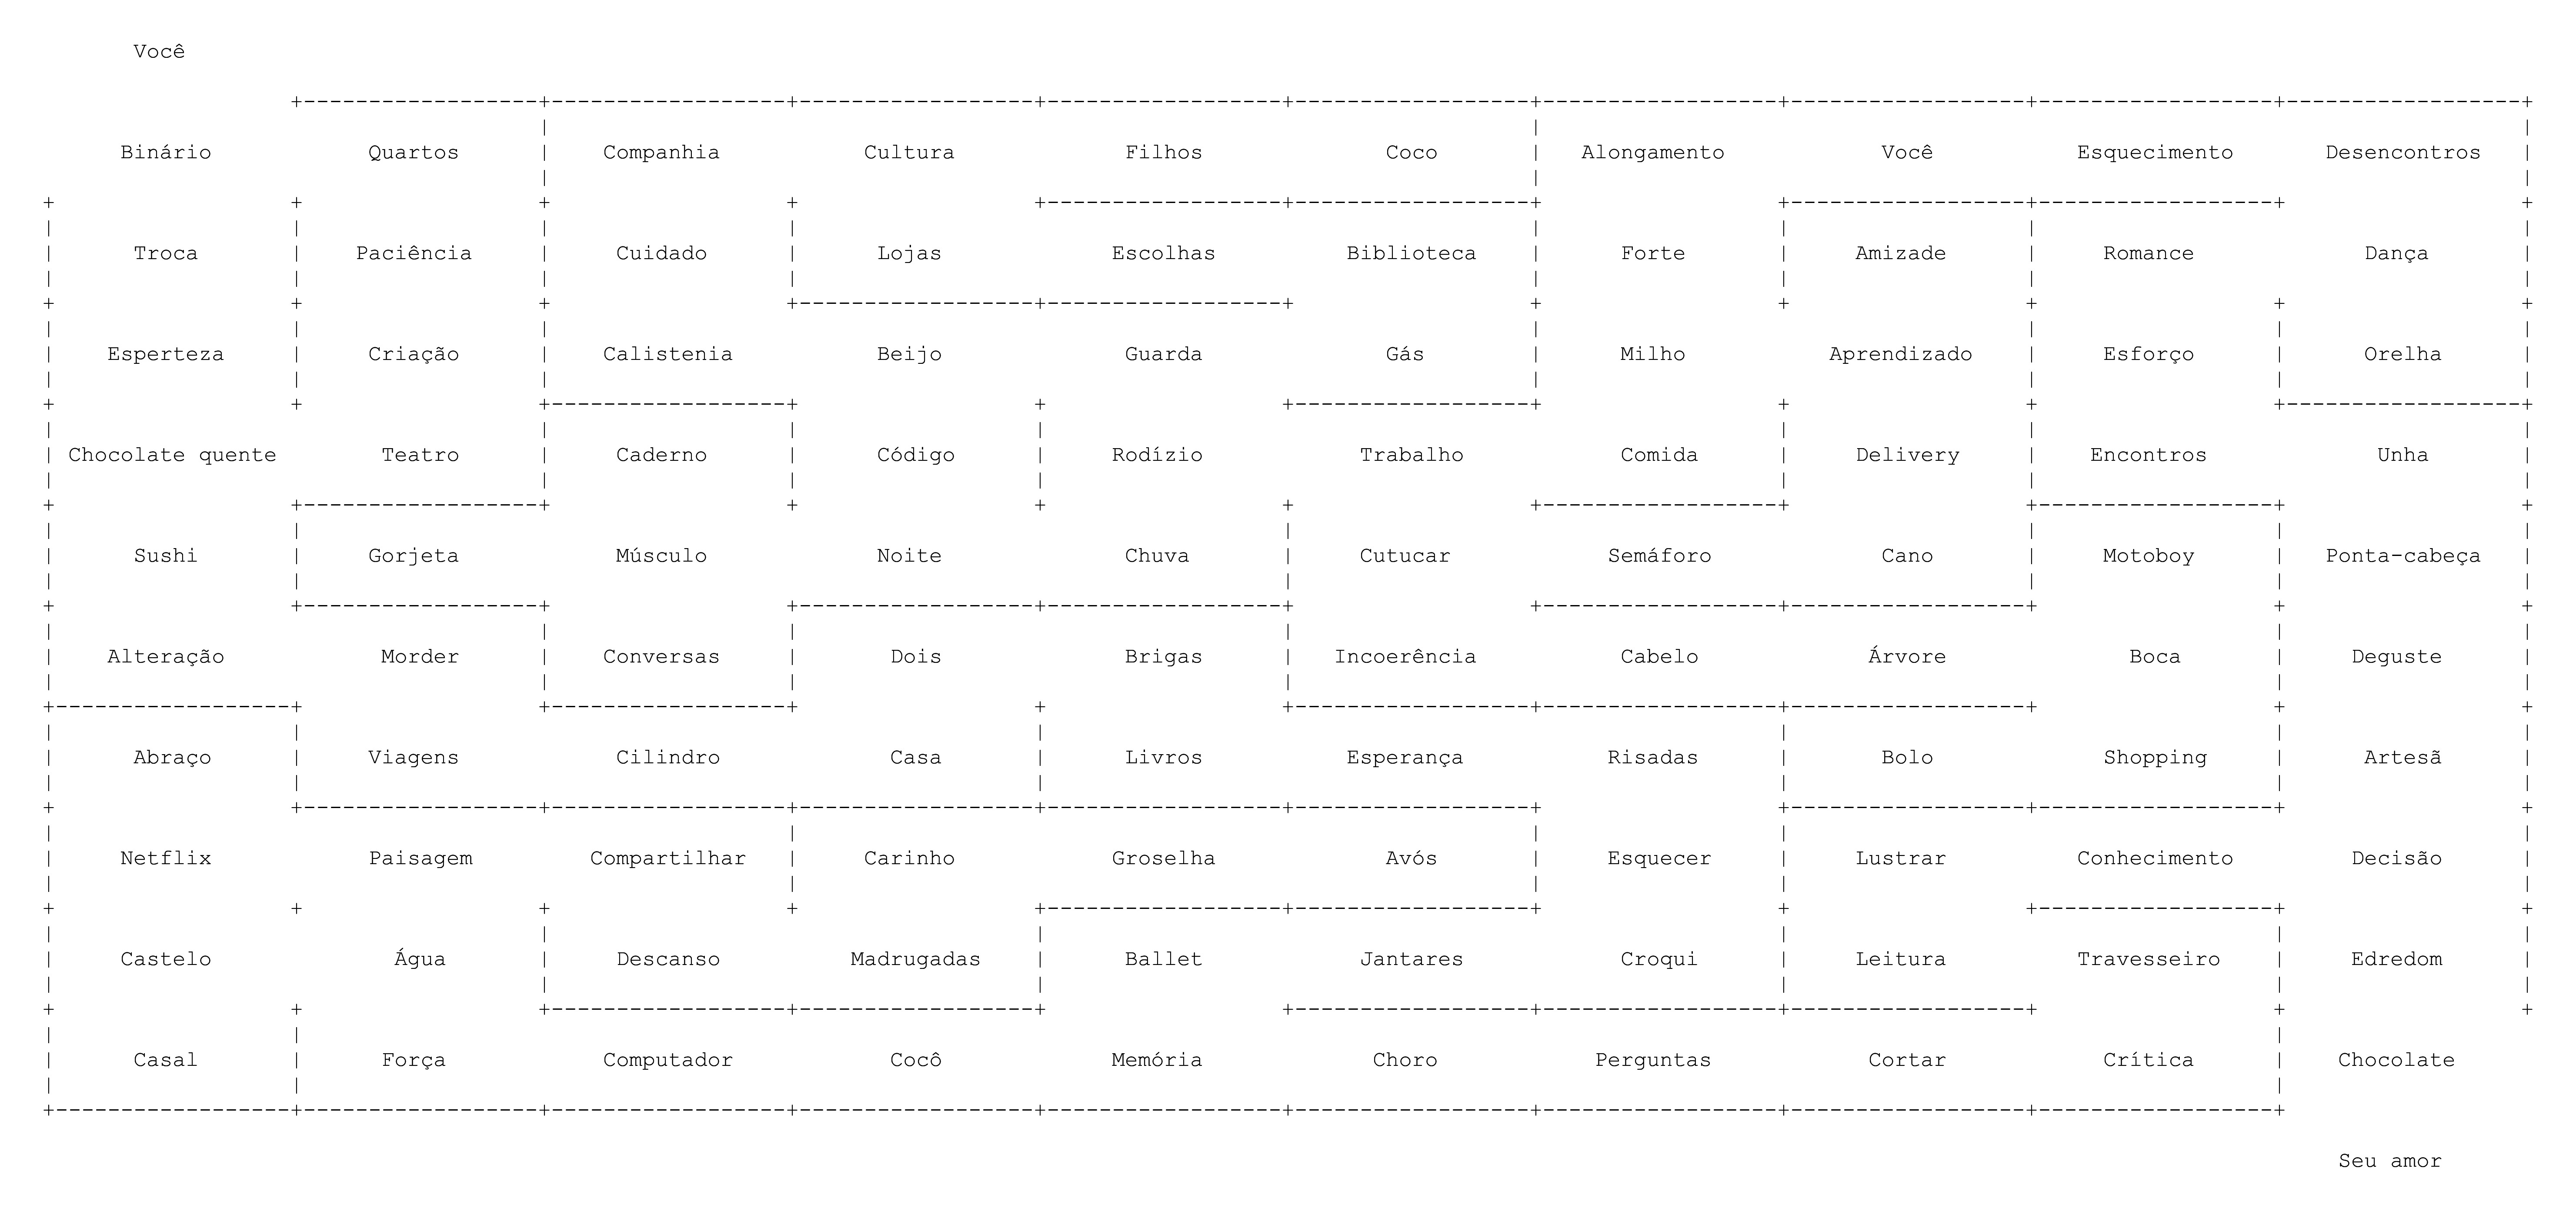 Você
Binário Quartos Companhia Cultura Filhos Coco Alongamento Você Esquecimento Desencontros
Troca Paciência Cuidado Lojas Escolhas Biblioteca Forte Amizade Romance Dança
Esperteza Criação Calistenia Beijo Guarda Gás Milho Aprendizado Esforço Orelha
Chocolate quente Teatro Caderno Código Rodízio Trabalho Comida Delivery Encontros Unha
Sushi Gorjeta Músculo Noite Chuva Cutucar Semáforo Cano Motoboy Ponta-cabeça
Alteração Morder Conversas Dois Brigas Incoerência Cabelo Árvore Boca Deguste
Abraço Viagens Cilindro Casa Livros Esperança Risadas Bolo Shopping Artesã
Netflix Paisagem Compartilhar Carinho Groselha Avós Esquecer Lustrar Conhecimento Decisão
Castelo Água Descanso Madrugadas Ballet Jantares Croqui Leitura Travesseiro Edredom
Casal Força Computador Cocô Memória Choro Perguntas Cortar Crítica Chocolate
Seu amor